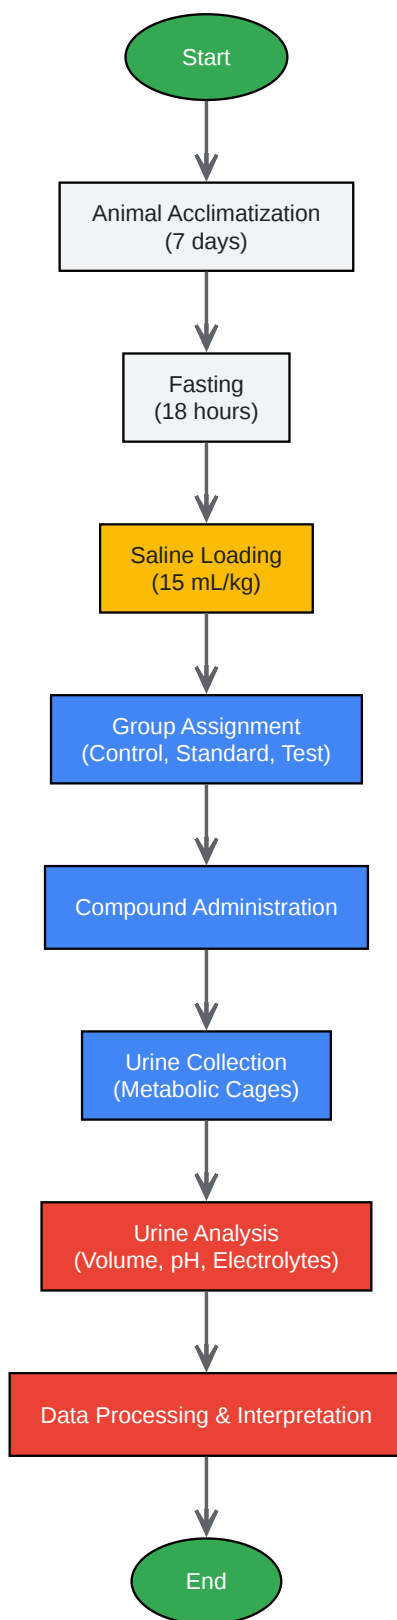 Start
Animal Acclimatization
(7 days)
Fasting
(18 hours)
Saline Loading
(15 mL/kg)
Group Assignment
(Control, Standard, Test)
Compound Administration
Urine Collection
(Metabolic Cages)
Urine Analysis
(Volume, pH, Electrolytes)
Data Processing & Interpretation
End